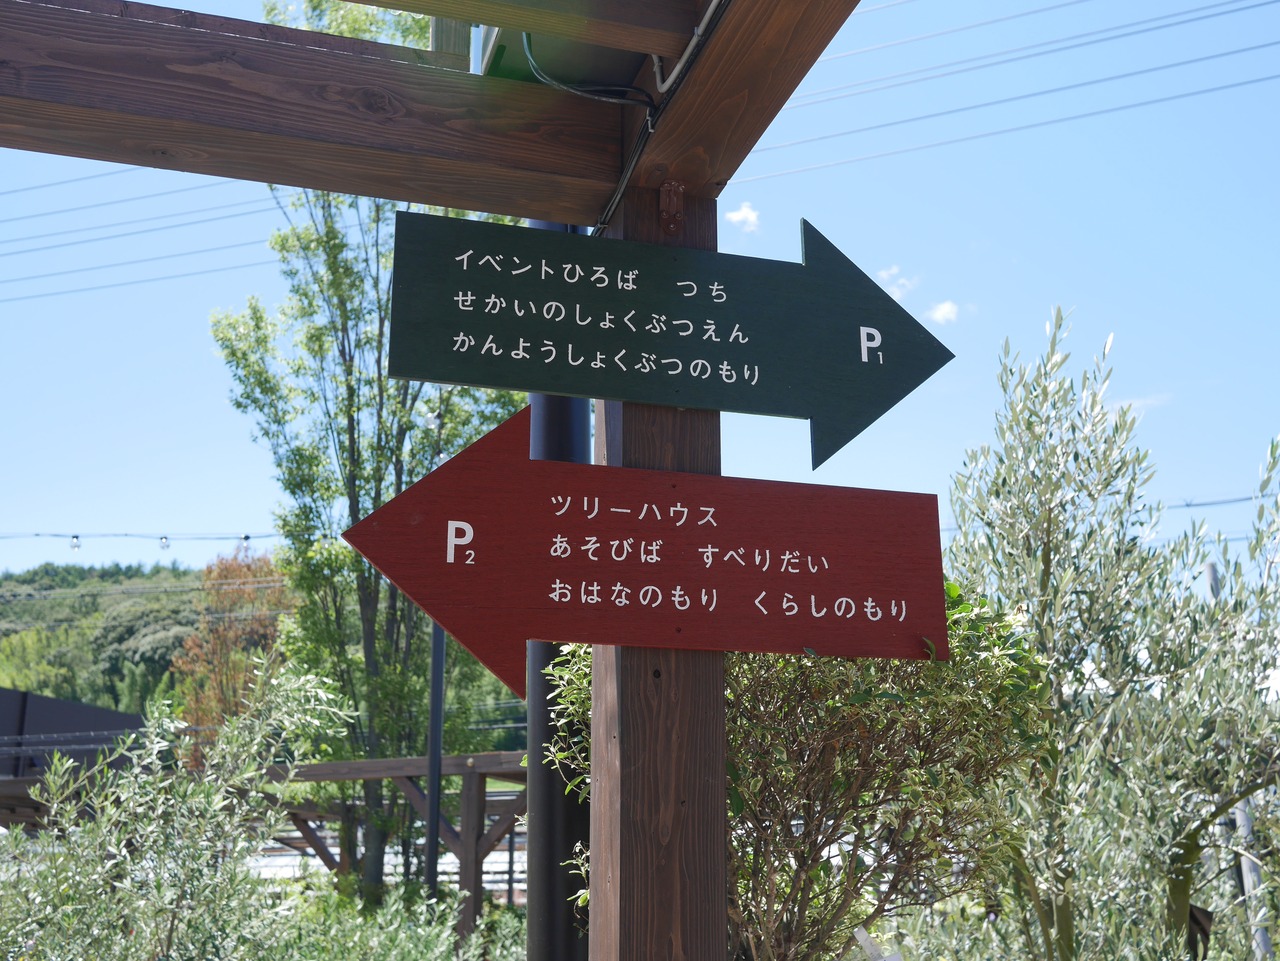 イベントひろば　つち
せかいのしょくぶつえん
かんようしょくぶつのもり
P1
ツリーハウス
あそびば　すべりだい
おはなのもり　くらしのもり
P2